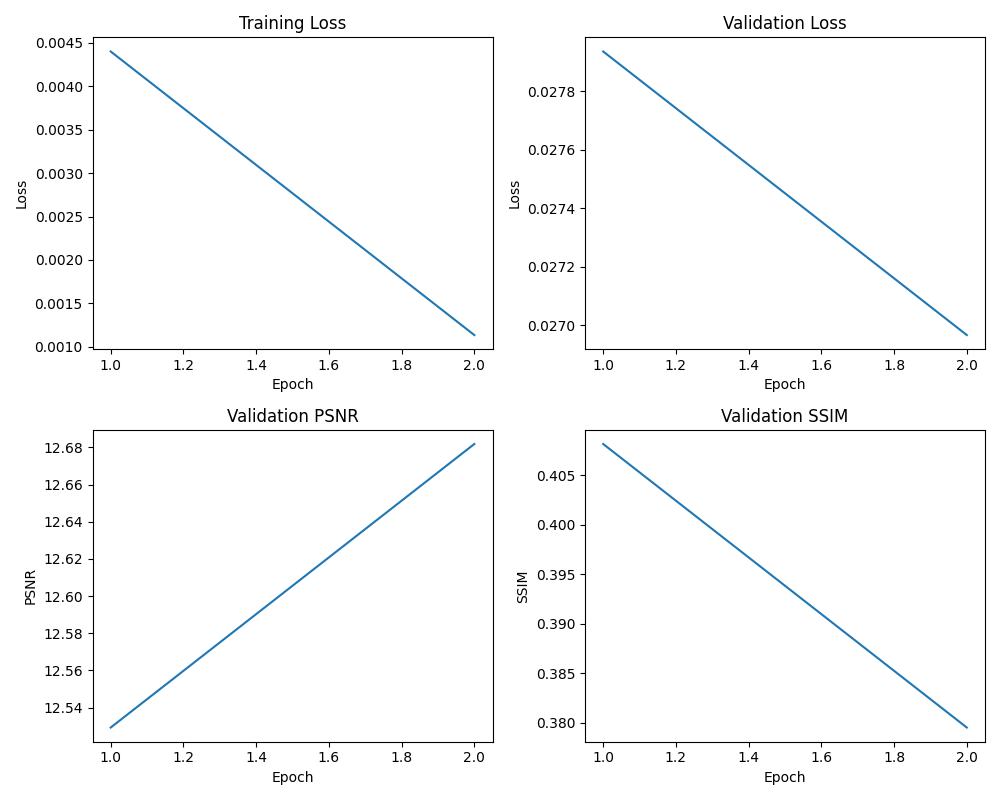 Training Loss
0.0045
0.0040
0.0035
0.0030
0.0025
0.0020
0.0015
0.0010
Loss
1.0 1.2 1.4 1.6 1.8 2.0
Epoch
Validation Loss
0.0278
0.0276
0.0274
0.0272
0.0270
Loss
1.0 1.2 1.4 1.6 1.8 2.0
Epoch
Validation PSNR
12.68
12.66
12.64
12.62
12.60
12.58
12.56
12.54
PSNR
1.0 1.2 1.4 1.6 1.8 2.0
Epoch
Validation SSIM
0.405
0.400
0.395
0.390
0.385
0.380
SSIM
1.0 1.2 1.4 1.6 1.8 2.0
Epoch